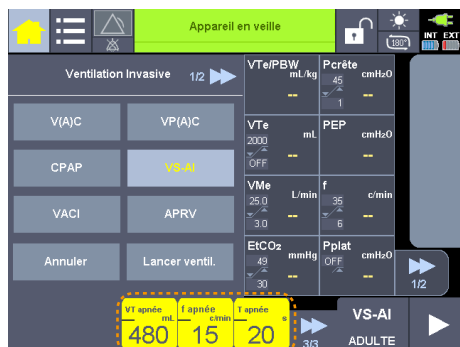 Appareil en veille
180°
INT EXT
Ventilation Invasive 1/2
V(A)C
VP(A)C
CPAP
VS-AI
VACI
APRV
Annuler
Lancer ventil.
VTe/PBW mL/kg
--
Pcrête cmH2O
45
1
--
VTe mL
2000
OFF
--
PEP cmH2O
--
VMe L/min
25.0
3.0
--
f c/min
35
6
--
EtCO2 mmHg
49
30
--
Pplat cmH2O
OFF
--
1/2
VT apnée mL
480
f apnée c/min
15
T apnée s
20
3/3
VS-AI
ADULTE